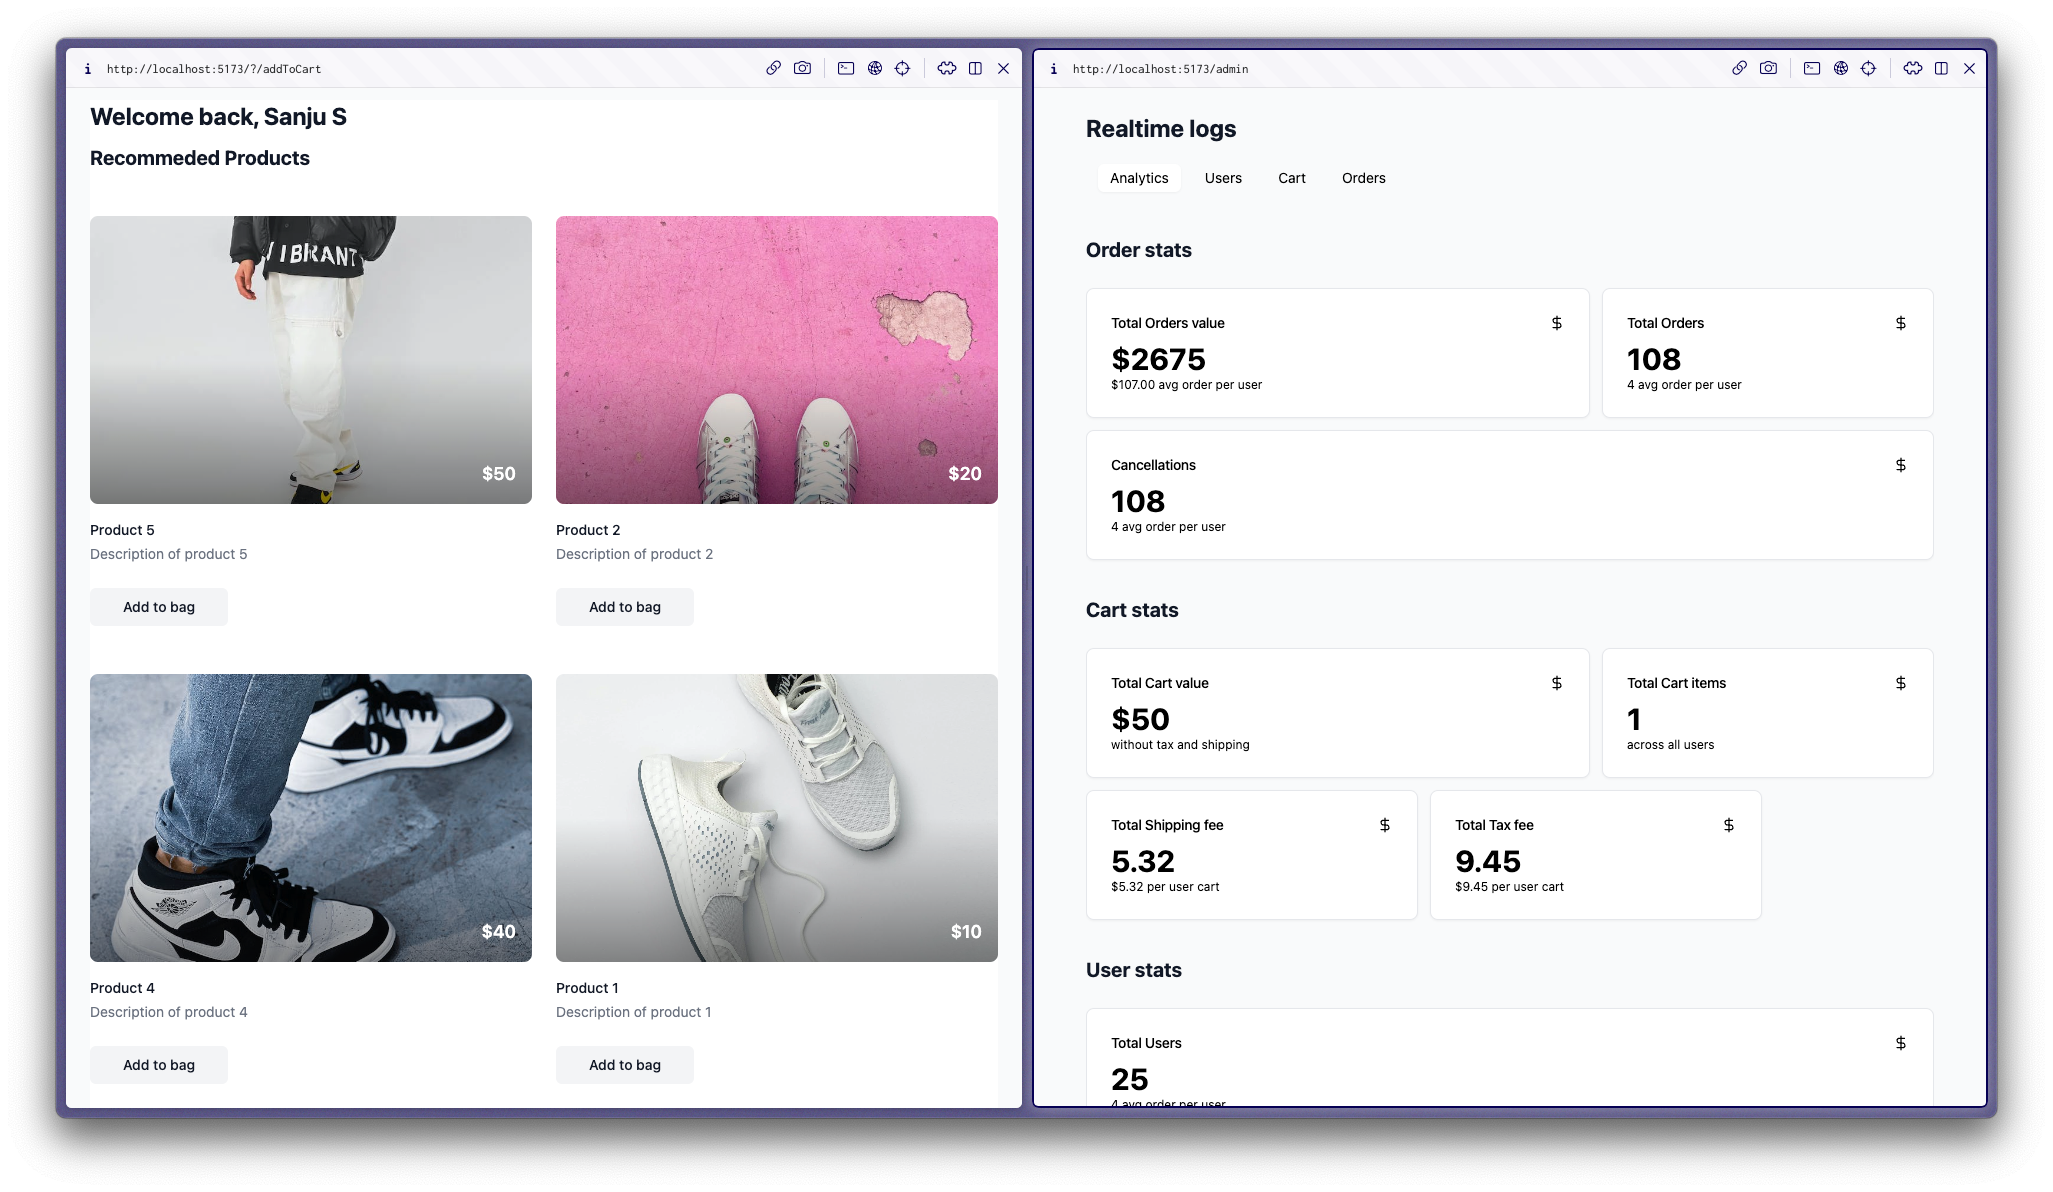 http://localhost:5173/?/addToCart
Welcome back, Sanju S
Recommeded Products
VIBRANT
$50
$20
Product 5
Product 2
Description of product 5
Description of product 2
Add to bag
Add to bag
$40
$10
Product 4
Product 1
Description of product 4
Description of product 1
Add to bag
Add to bag
http://localhost:5173/admin
Realtime logs
Analytics Users Cart Orders
Order stats
Total Orders value $
$2675
$107.00 avg order per user
Total Orders $
108
4 avg order per user
Cancellations $
108
4 avg order per user
Cart stats
Total Cart value $
$50
without tax and shipping
Total Cart items $
1
across all users
Total Shipping fee $
5.32
$5.32 per user cart
Total Tax fee $
9.45
$9.45 per user cart
User stats
Total Users $
25
4 avg order per user